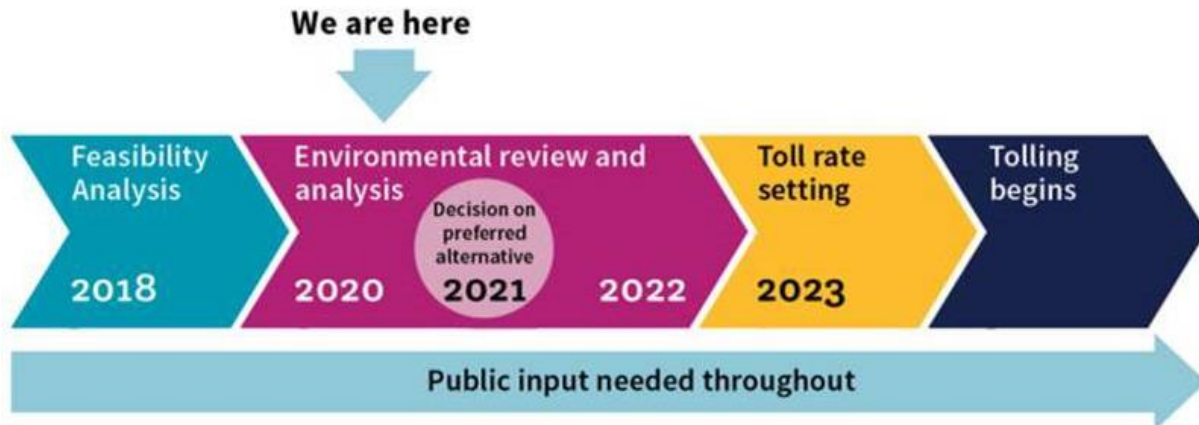 We are here
Feasibility
Analysis
2018
Environmental review and
analysis
Decision on
preferred
alternative
2020
2021
2022
Toll rate
setting
2023
Tolling
begins
Public input needed throughout